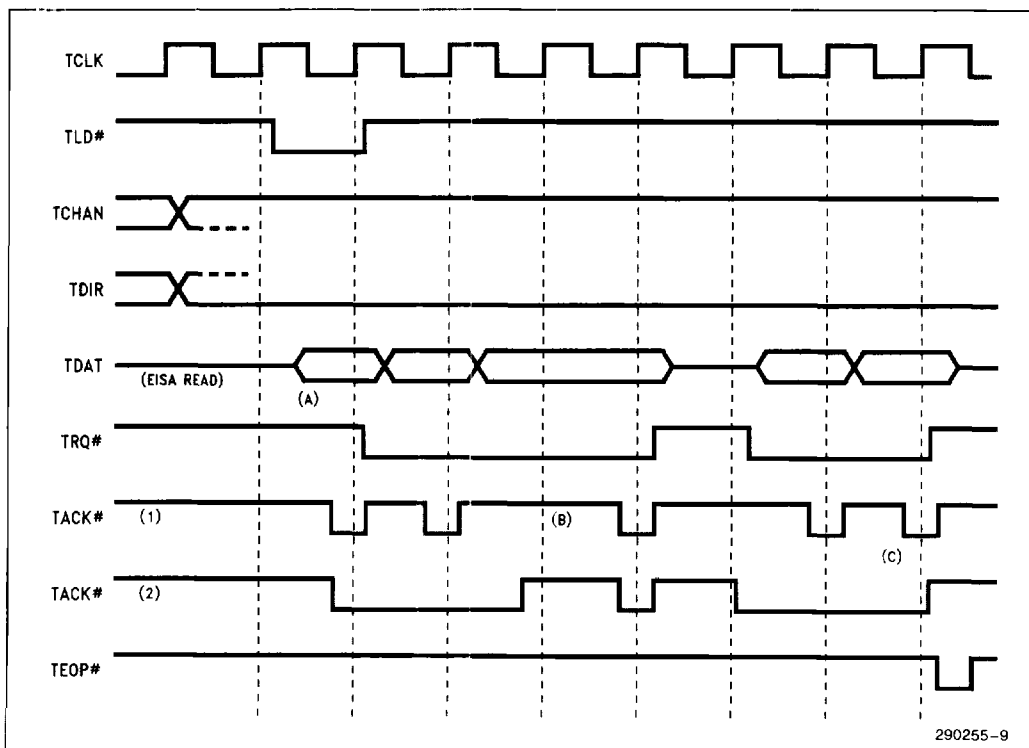 TCLK
TLD#
TCHAN
TDIR
TDAT
(EISA READ)
(A)
TRQ#
TACK#
(1)
(B)
(C)
TACK#
(2)
TEOP#
290255-9